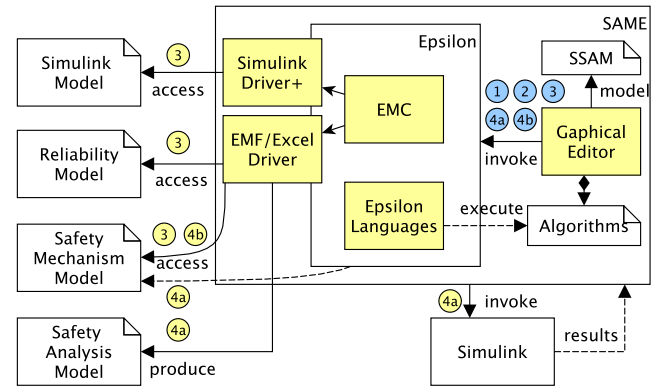 SAME
Epsilon
Simulink
Model
3
access
Simulink
Driver+
EMC
SSAM
model
1 2 3
4a 4b
invoke
Gaphical
Editor
Reliability
Model
3
access
EMF/Excel
Driver
Epsilon
Languages
execute
Algorithms
Safety
Mechanism
Model
3 4b
access
4a
Safety
Analysis
Model
4a
produce
4a
invoke
Simulink
results